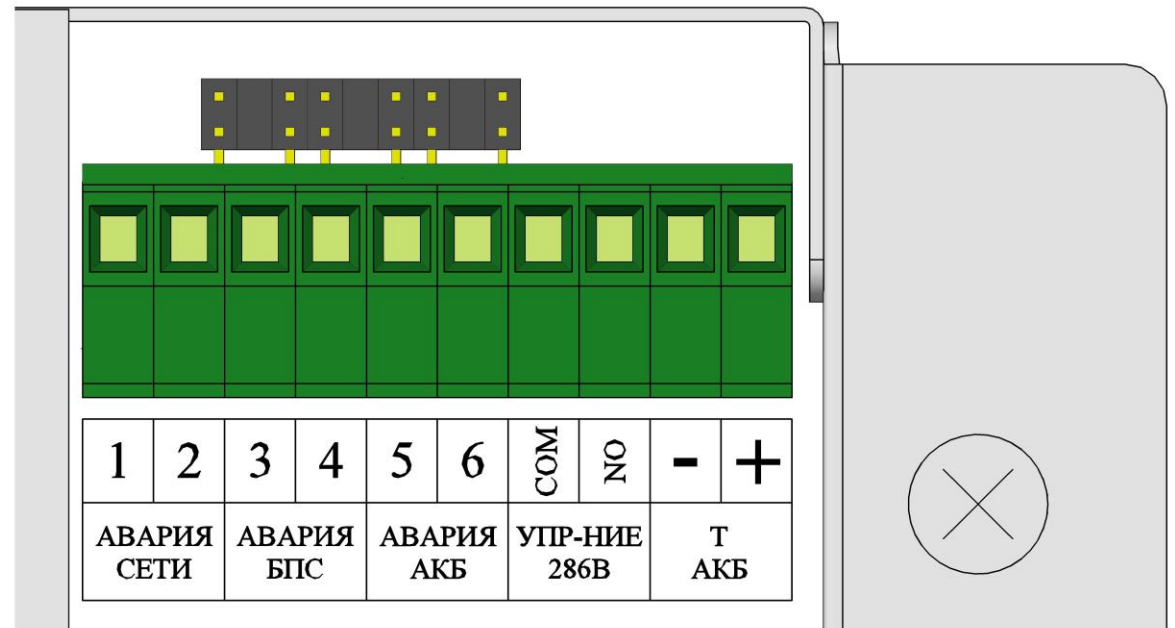 1 2 3 4 5 6 COM NO - +
АВАРИЯ АВАРИЯ АВАРИЯ УПР-НИЕ Т
СЕТИ БПС АКБ 286В АКБ